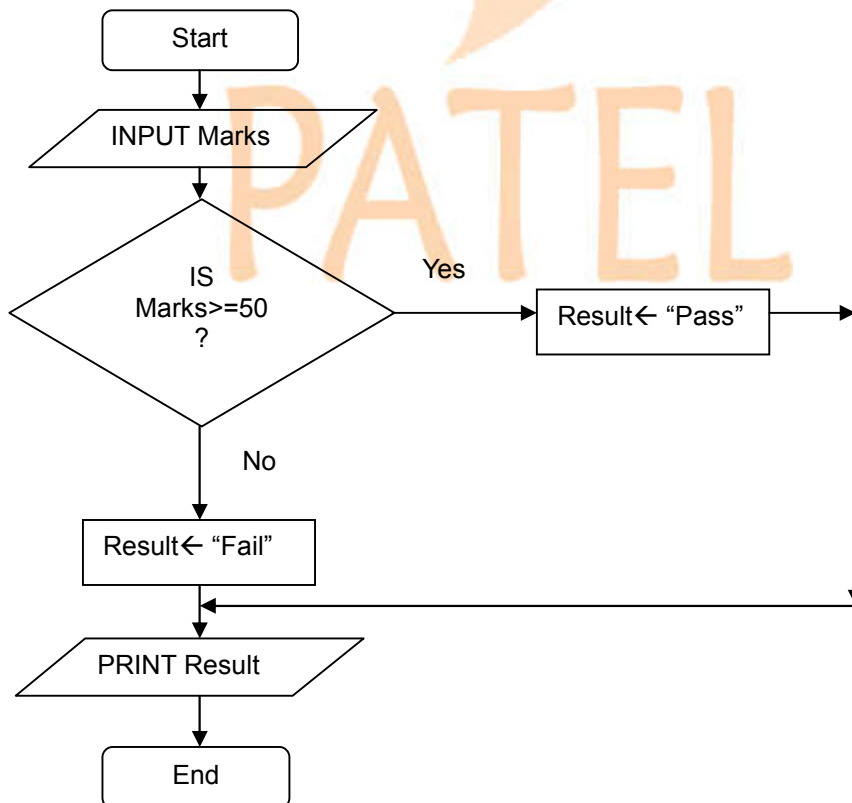 Start
INPUT Marks
PATEL
IS
Marks>=50
?
Yes
Result← “Pass”
No
Result← “Fail”
PRINT Result
End